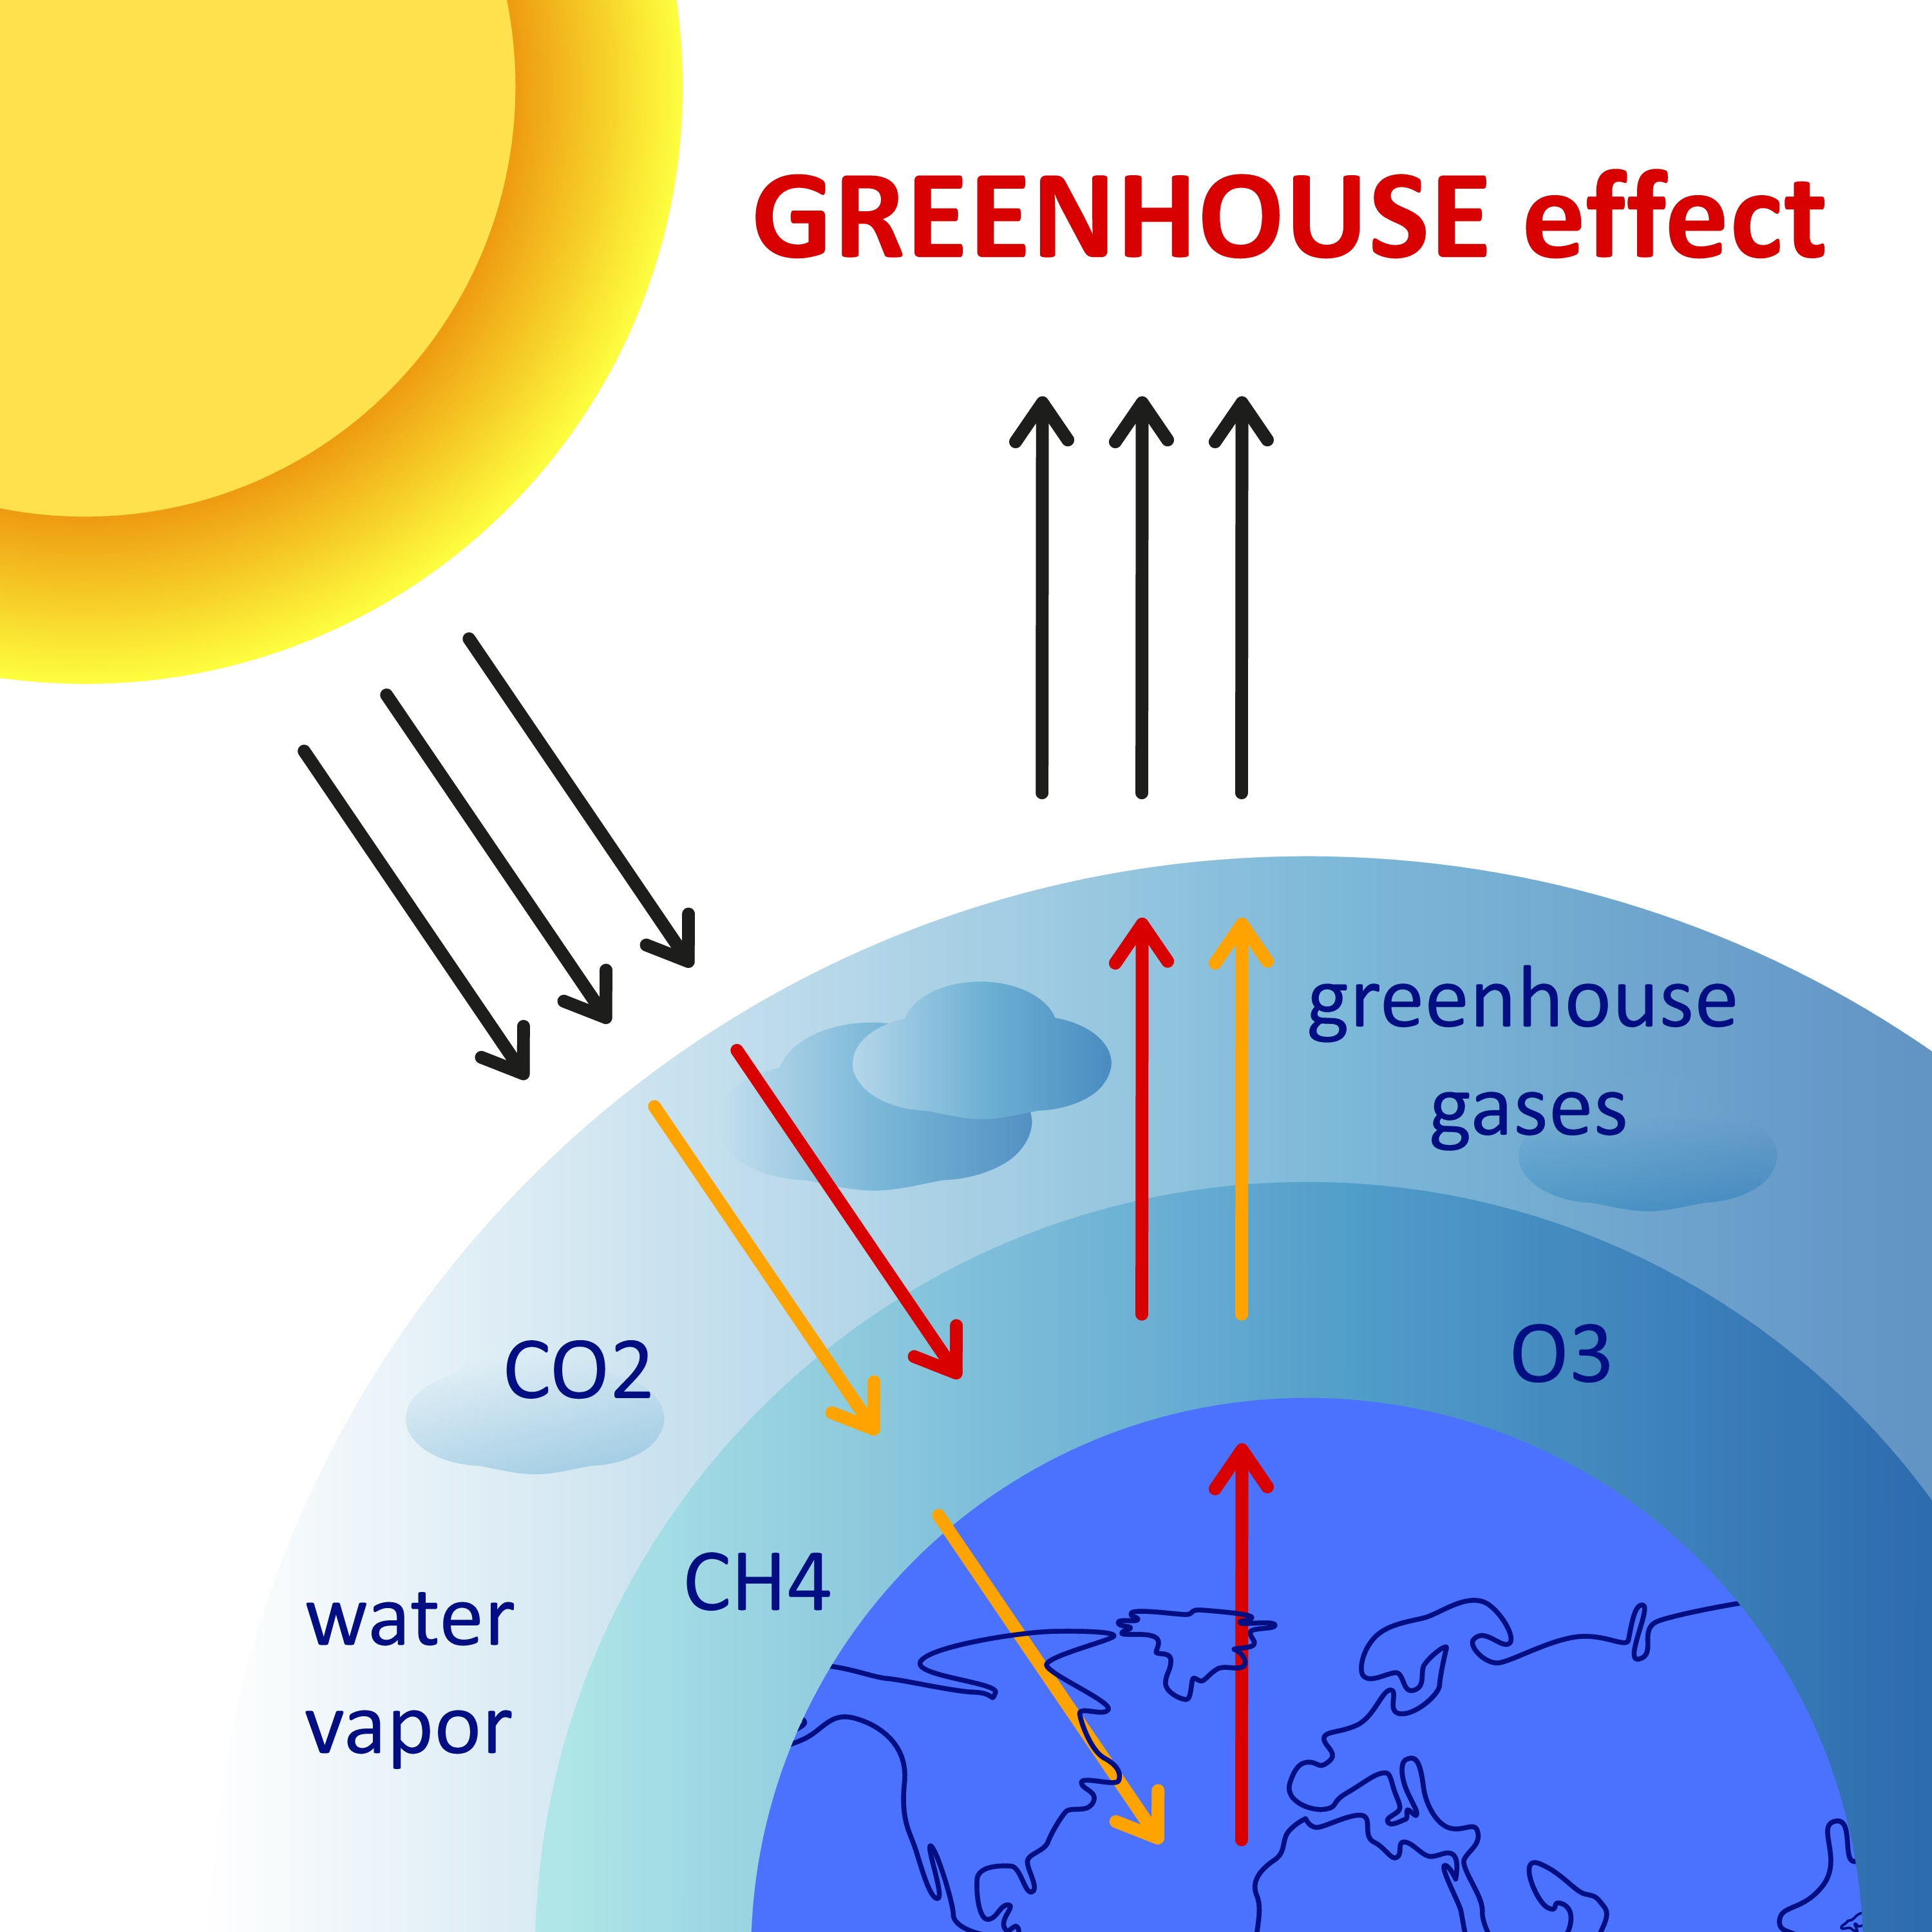 GREENHOUSE effect
greenhouse
gases
CO2
O3
CH4
water
vapor